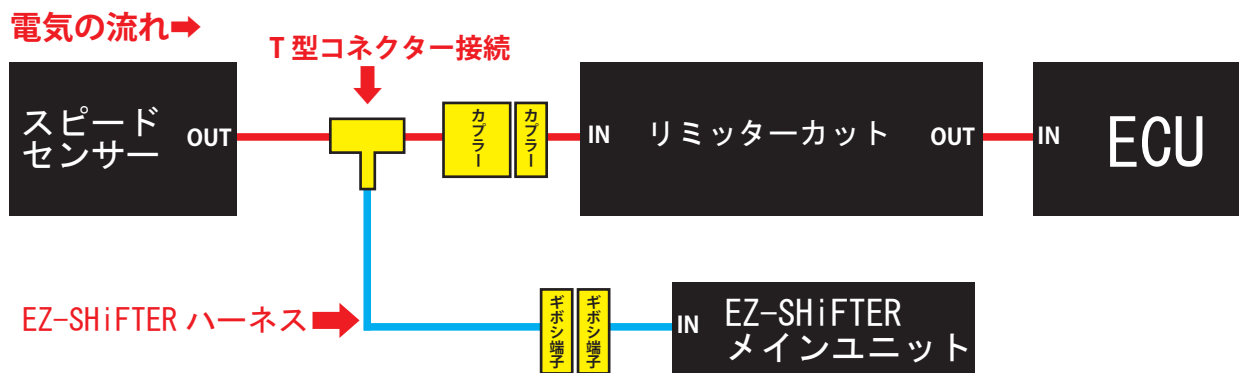 電気の流れ➡
T型コネクター接続
スピード
センサー
OUT
カプラー
カプラー
IN
リミッターカット
OUT
IN
ECU
EZ-SHiFTER ハーネス
ギボシ端子
ギボシ端子
IN
EZ-SHiFTER
メインユニット